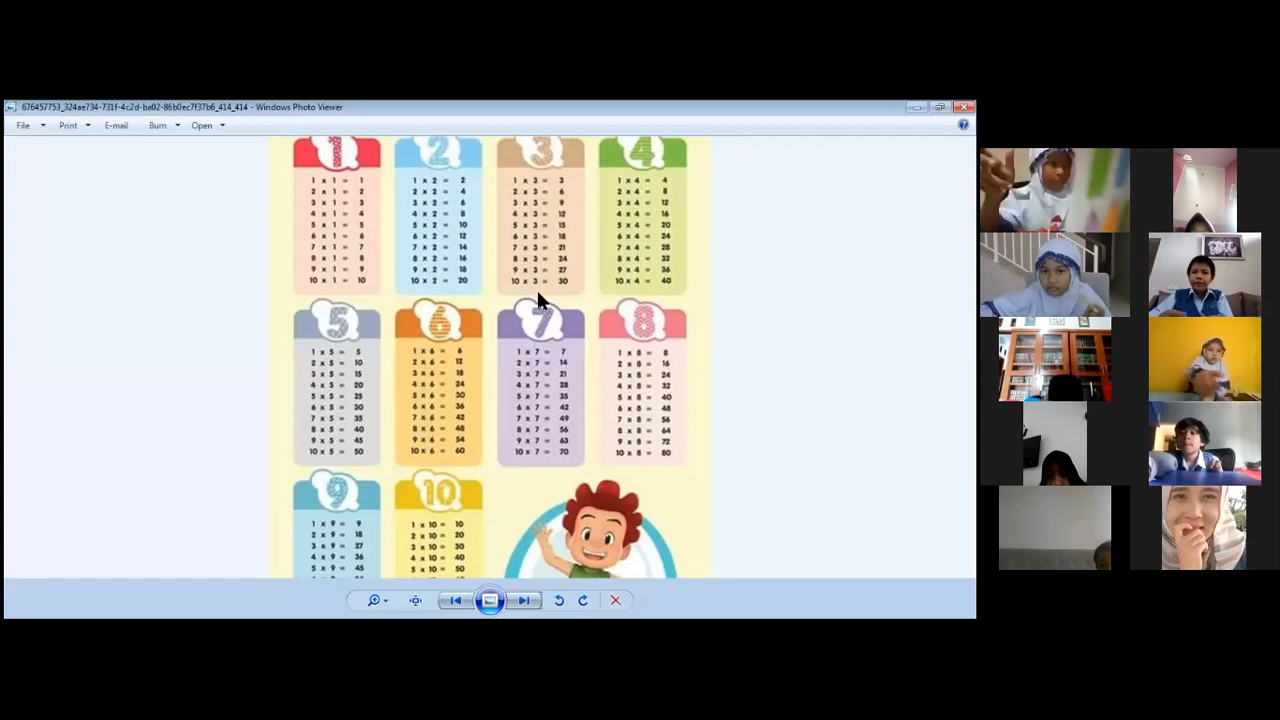 676457753_324ae734-731f-4c2d-ba02-86b0ec7f37b6_414_414 - Windows Photo Viewer
File Print E-mail Burn Open
1
1 x 1 = 1
2 x 1 = 2
3 x 1 = 3
4 x 1 = 4
5 x 1 = 5
6 x 1 = 6
7 x 1 = 7
8 x 1 = 8
9 x 1 = 9
10 x 1 = 10
2
1 x 2 = 2
2 x 2 = 4
3 x 2 = 6
4 x 2 = 8
5 x 2 = 10
6 x 2 = 12
7 x 2 = 14
8 x 2 = 16
9 x 2 = 18
10 x 2 = 20
3
1 x 3 = 3
2 x 3 = 6
3 x 3 = 9
4 x 3 = 12
5 x 3 = 15
6 x 3 = 18
7 x 3 = 21
8 x 3 = 24
9 x 3 = 27
10 x 3 = 30
4
1 x 4 = 4
2 x 4 = 8
3 x 4 = 12
4 x 4 = 16
5 x 4 = 20
6 x 4 = 24
7 x 4 = 28
8 x 4 = 32
9 x 4 = 36
10 x 4 = 40
5
1 x 5 = 5
2 x 5 = 10
3 x 5 = 15
4 x 5 = 20
5 x 5 = 25
6 x 5 = 30
7 x 5 = 35
8 x 5 = 40
9 x 5 = 45
10 x 5 = 50
6
1 x 6 = 6
2 x 6 = 12
3 x 6 = 18
4 x 6 = 24
5 x 6 = 30
6 x 6 = 36
7 x 6 = 42
8 x 6 = 48
9 x 6 = 54
10 x 6 = 60
7
1 x 7 = 7
2 x 7 = 14
3 x 7 = 21
4 x 7 = 28
5 x 7 = 35
6 x 7 = 42
7 x 7 = 49
8 x 7 = 56
9 x 7 = 63
10 x 7 = 70
8
1 x 8 = 8
2 x 8 = 16
3 x 8 = 24
4 x 8 = 32
5 x 8 = 40
6 x 8 = 48
7 x 8 = 56
8 x 8 = 64
9 x 8 = 72
10 x 8 = 80
9
1 x 9 = 9
2 x 9 = 18
3 x 9 = 27
4 x 9 = 36
5 x 9 = 45
10
1 x 10 = 10
2 x 10 = 20
3 x 10 = 30
4 x 10 = 40
5 x 10 = 50